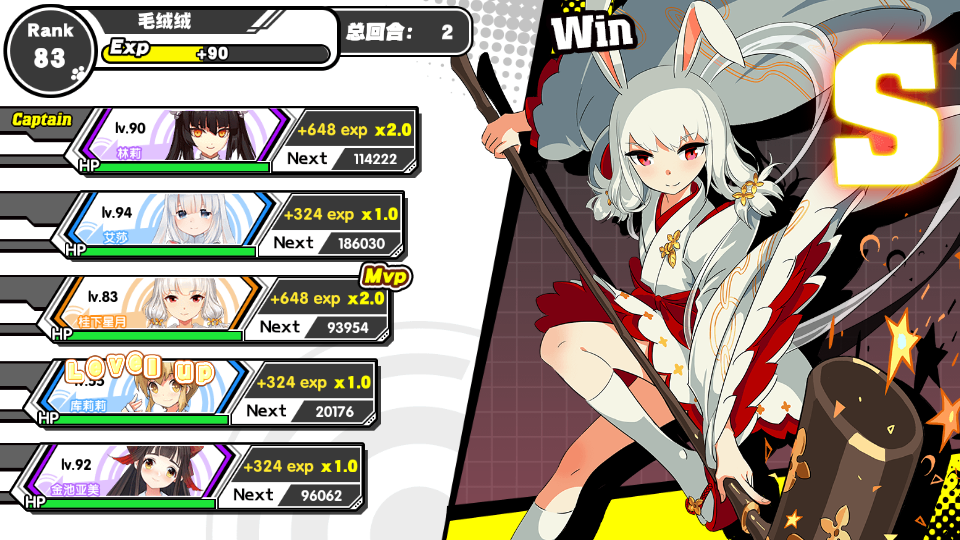 Rank
83
毛绒绒
Exp
+90
总回合: 2
Win
S
Captain
lv.90
+648 exp x2.0
林莉
HP
Next 114222
lv.94
+324 exp x1.0
艾莎
HP
Next 186030
Mvp
lv.83
+648 exp x2.0
桂下星月
HP
Next 93954
Level up
+324 exp x1.0
库莉莉
HP
Next 20176
lv.92
+324 exp x1.0
金池亚美
HP
Next 96062